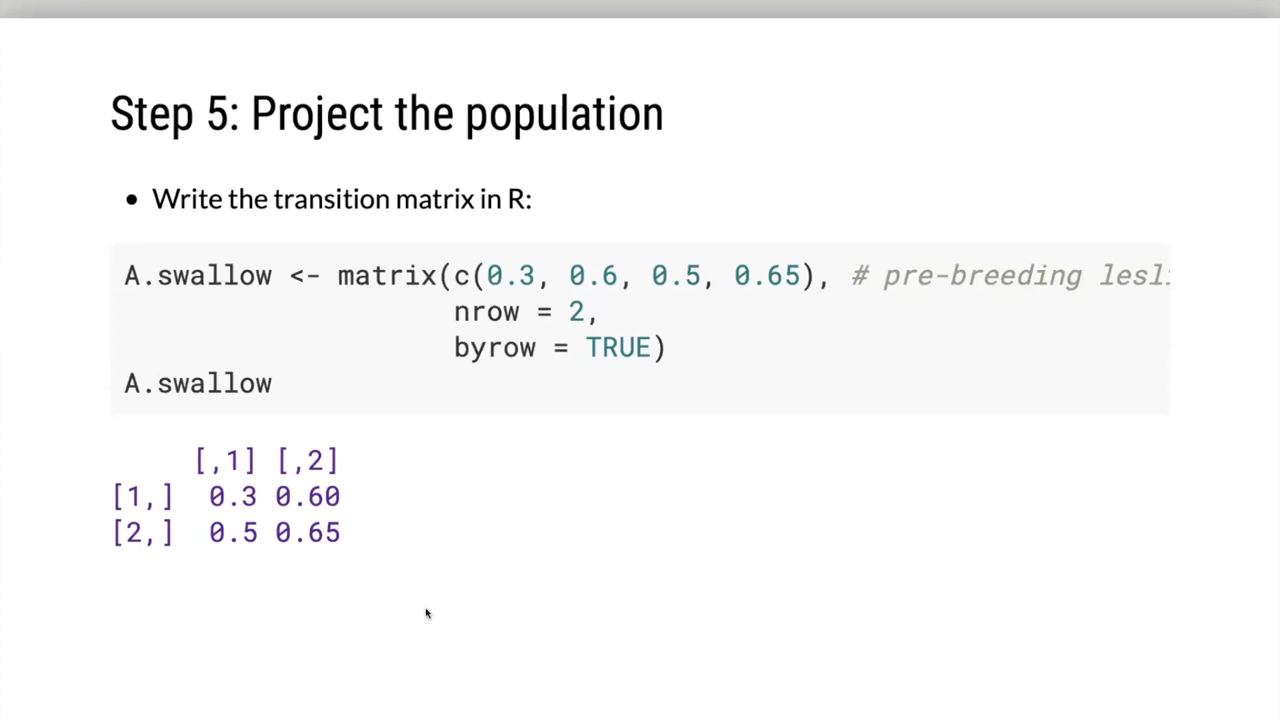 Step 5: Project the population
• Write the transition matrix in R:
A.swallow <- matrix(c(0.3, 0.6, 0.5, 0.65), # pre-breeding
nrow = 2,
byrow = TRUE)
A.swallow
[,1] [,2]
[1,] 0.3 0.60
[2,] 0.5 0.65